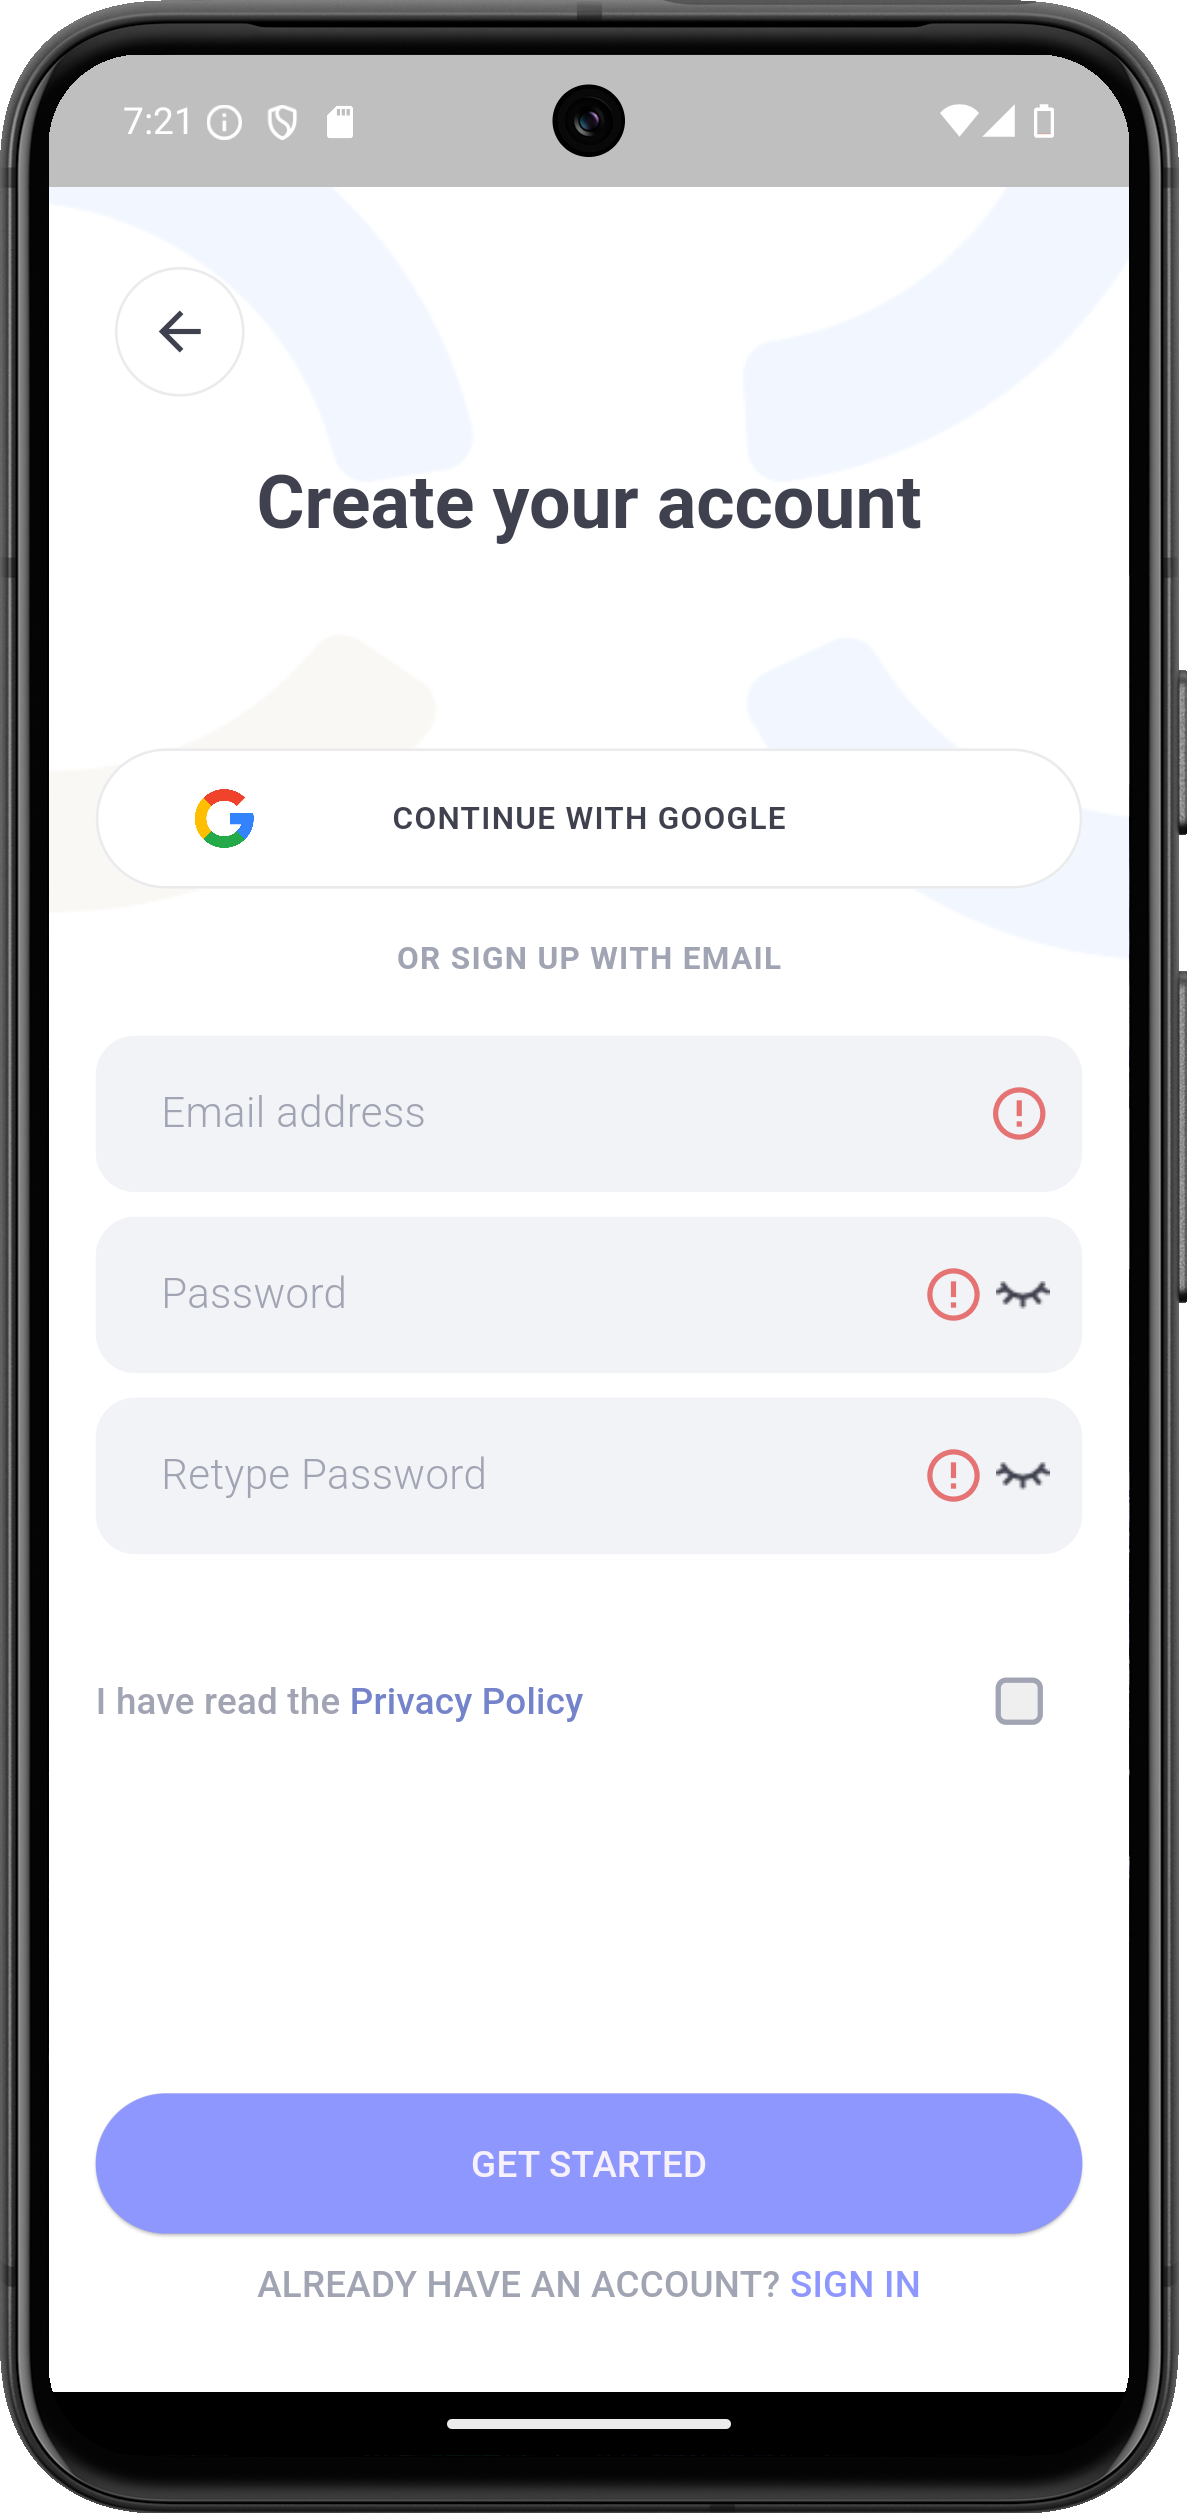 7:21
Create your account
CONTINUE WITH GOOGLE
OR SIGN UP WITH EMAIL
Email address
Password
Retype Password
I have read the Privacy Policy
GET STARTED
ALREADY HAVE AN ACCOUNT? SIGN IN